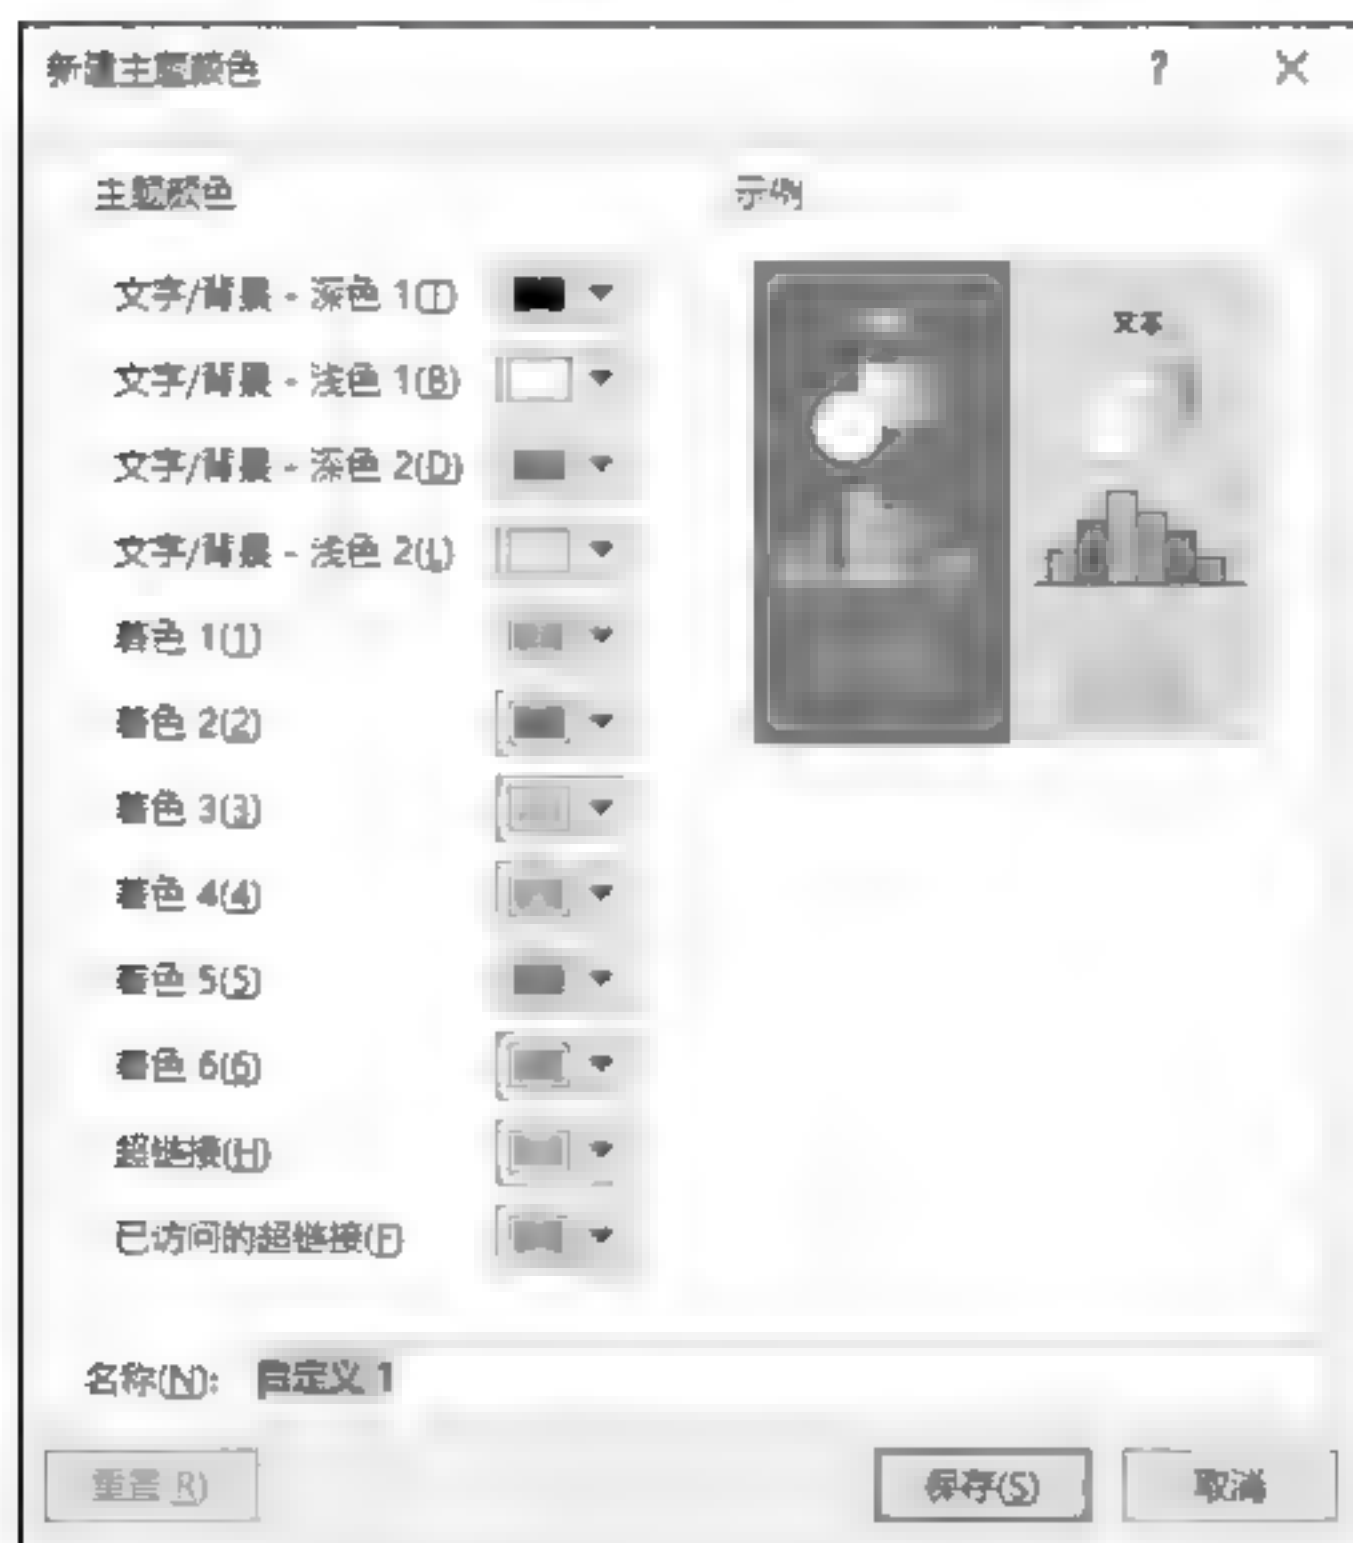 新建主题颜色 ? ×
主题颜色
文字/背景 - 深色 1(T)
文字/背景 - 浅色 1(B)
文字/背景 - 深色 2(D)
文字/背景 - 浅色 2(L)
着色 1(1)
着色 2(2)
着色 3(3)
着色 4(4)
着色 5(5)
着色 6(6)
超链接(H)
已访问的超链接(F)
示例
文本
名称(N): 自定义 1
重置 R)
保存(S)
取消